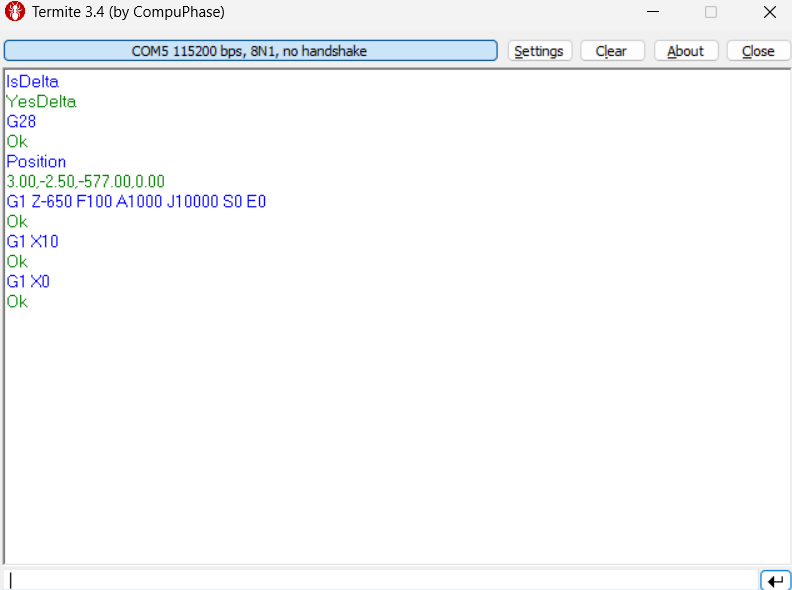 Termite 3.4 (by CompuPhase)
COM5 115200 bps, 8N1, no handshake
Settings
Clear
About
Close
IsDelta
YesDelta
G28
Ok
Position
3.00,-2.50,-577.00,0.00
G1 Z-650 F100 A1000 J10000 S0 E0
Ok
G1 X10
Ok
G1 X0
Ok